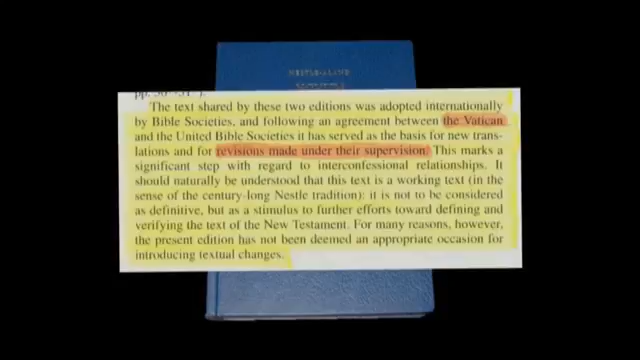 NESTLE-ALAND
The text shared by these two editions was adopted internationally
by Bible Societies, and following an agreement between the Vatican
and the United Bible Societies it has served as the basis for new trans-
lations and for revisions made under their supervision. This marks a
significant step with regard to interconfessional relationships. It
should naturally be understood that this text is a working text (in the
sense of the century-long Nestle tradition): it is not to be considered
as definitive, but as a stimulus to further efforts toward defining and
verifying the text of the New Testament. For many reasons, however,
the present edition has not been deemed an appropriate occasion for
introducing textual changes.